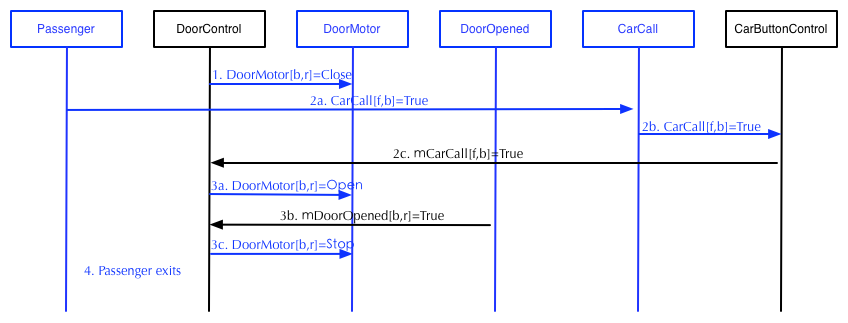 Passenger
DoorControl
DoorMotor
DoorOpened
CarCall
CarButtonControl
1. DoorMotor[b,r]=Close
2a. CarCall[f,b]=True
2b. CarCall[f,b]=True
2c. mCarCall[f,b]=True
3a. DoorMotor[b,r]=Open
3b. mDoorOpened[b,r]=True
3c. DoorMotor[b,r]=Stop
4. Passenger exits